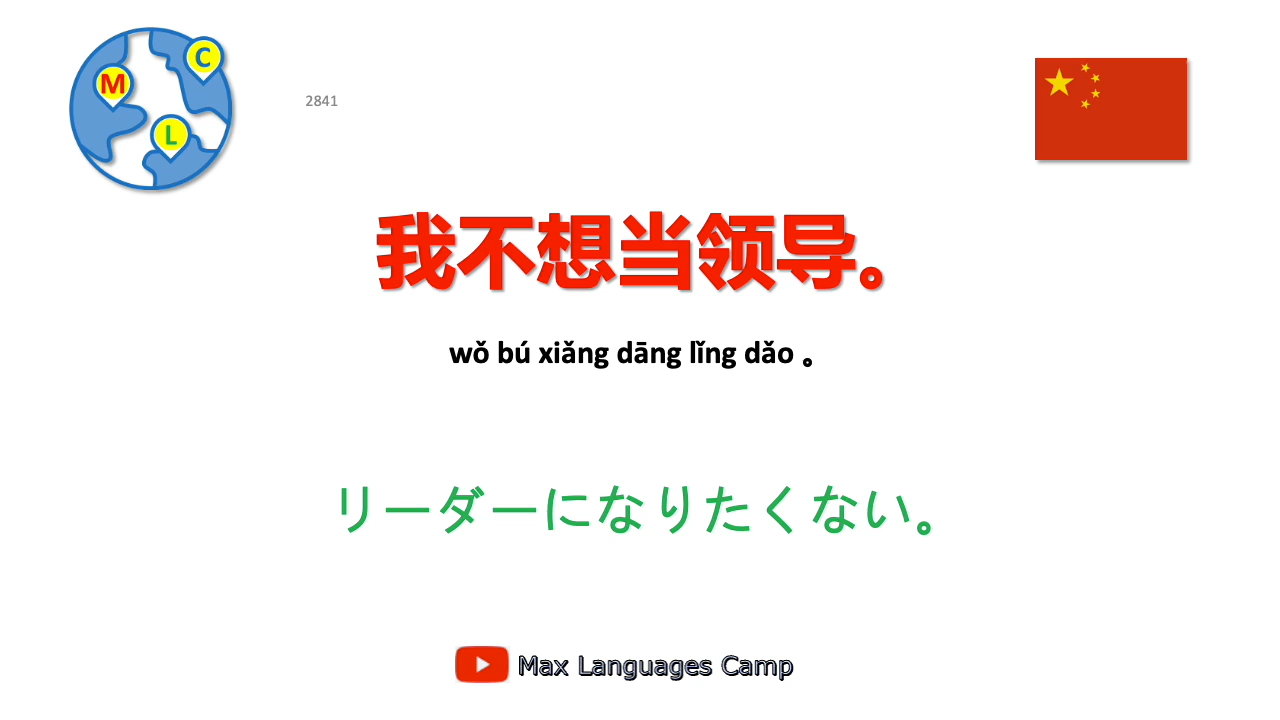 M
C
L
2841
我不想当领导。
wǒ bú xiǎng dāng lǐng dǎo 。
リーダーになりたくない。
Max Languages Camp